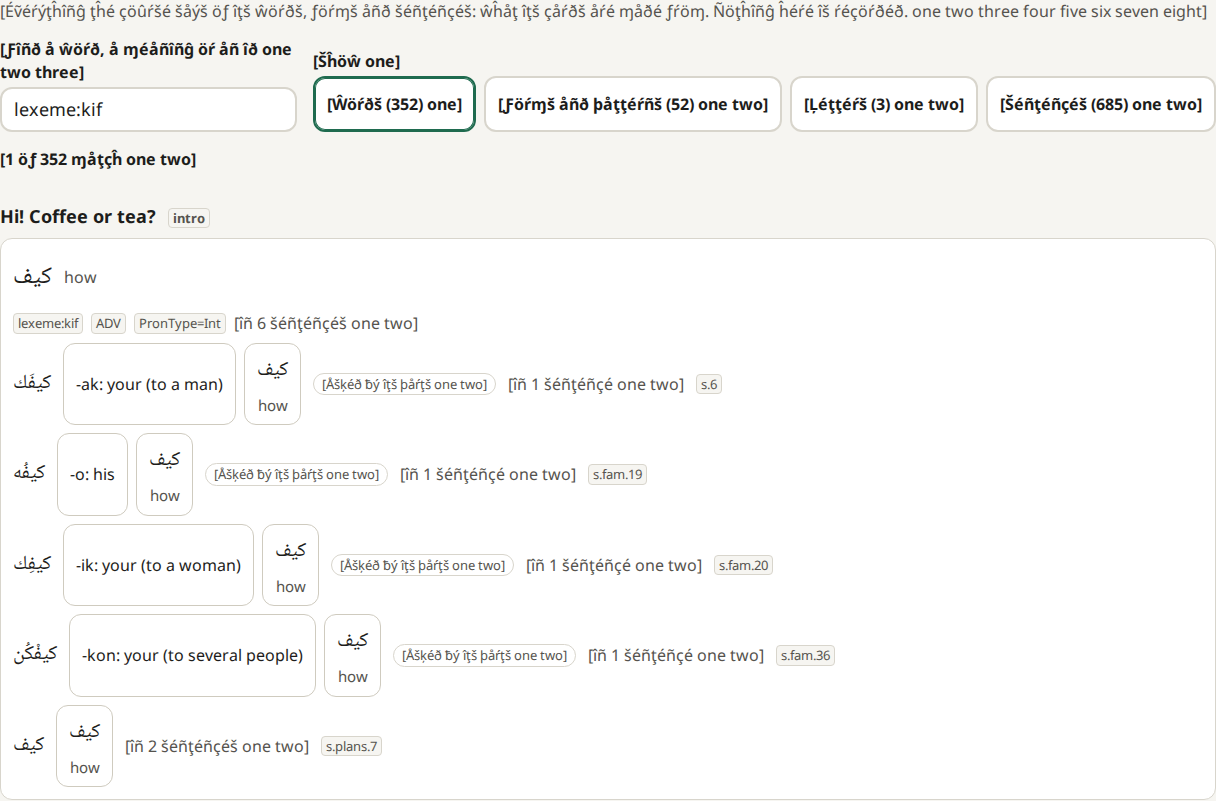 [Ēvéŕýţĥîñĝ ţĥé çöûŕšé šåýš öƒ îţš ŵöŕðš, ƒöŕɱš åñð šéñţéñçéš: ŵĥåţ îţš çåŕðš åŕé ɱåðé ƒŕöɱ. Ñöţĥîñĝ ĥéŕé îš ŕéçöŕðéð. one two three four five six seven eight]
[Ƒîñð å ŵöŕð, å ɱéåñîñĝ öŕ åñ îð one two three]
lexeme:kif
[Šĥöŵ one]
[Ŵöŕðš (352) one]
[Ƒöŕɱš åñð þåţţéŕñš (52) one two]
[Ļéţţéŕš (3) one two]
[Šéñţéñçéš (685) one two]
[1 öƒ 352 ɱåţçĥ one two]
Hi! Coffee or tea? intro
كيف how
lexeme:kif ADV PronType=Int [îñ 6 šéñţéñçéš one two]
كيفَك -ak: your (to a man) كيف how [Åšķéð ƀý îţš þåŕţš one two] [îñ 1 šéñţéñçé one two] s.6
كيفُه -o: his كيف how [Åšķéð ƀý îţš þåŕţš one two] [îñ 1 šéñţéñçé one two] s.fam.19
كيفِك -ik: your (to a woman) كيف how [Åšķéð ƀý îţš þåŕţš one two] [îñ 1 šéñţéñçé one two] s.fam.20
كيفْكُن -kon: your (to several people) كيف how [Åšķéð ƀý îţš þåŕţš one two] [îñ 1 šéñţéñçé one two] s.fam.36
كيف كيف how [îñ 2 šéñţéñçéš one two] s.plans.7